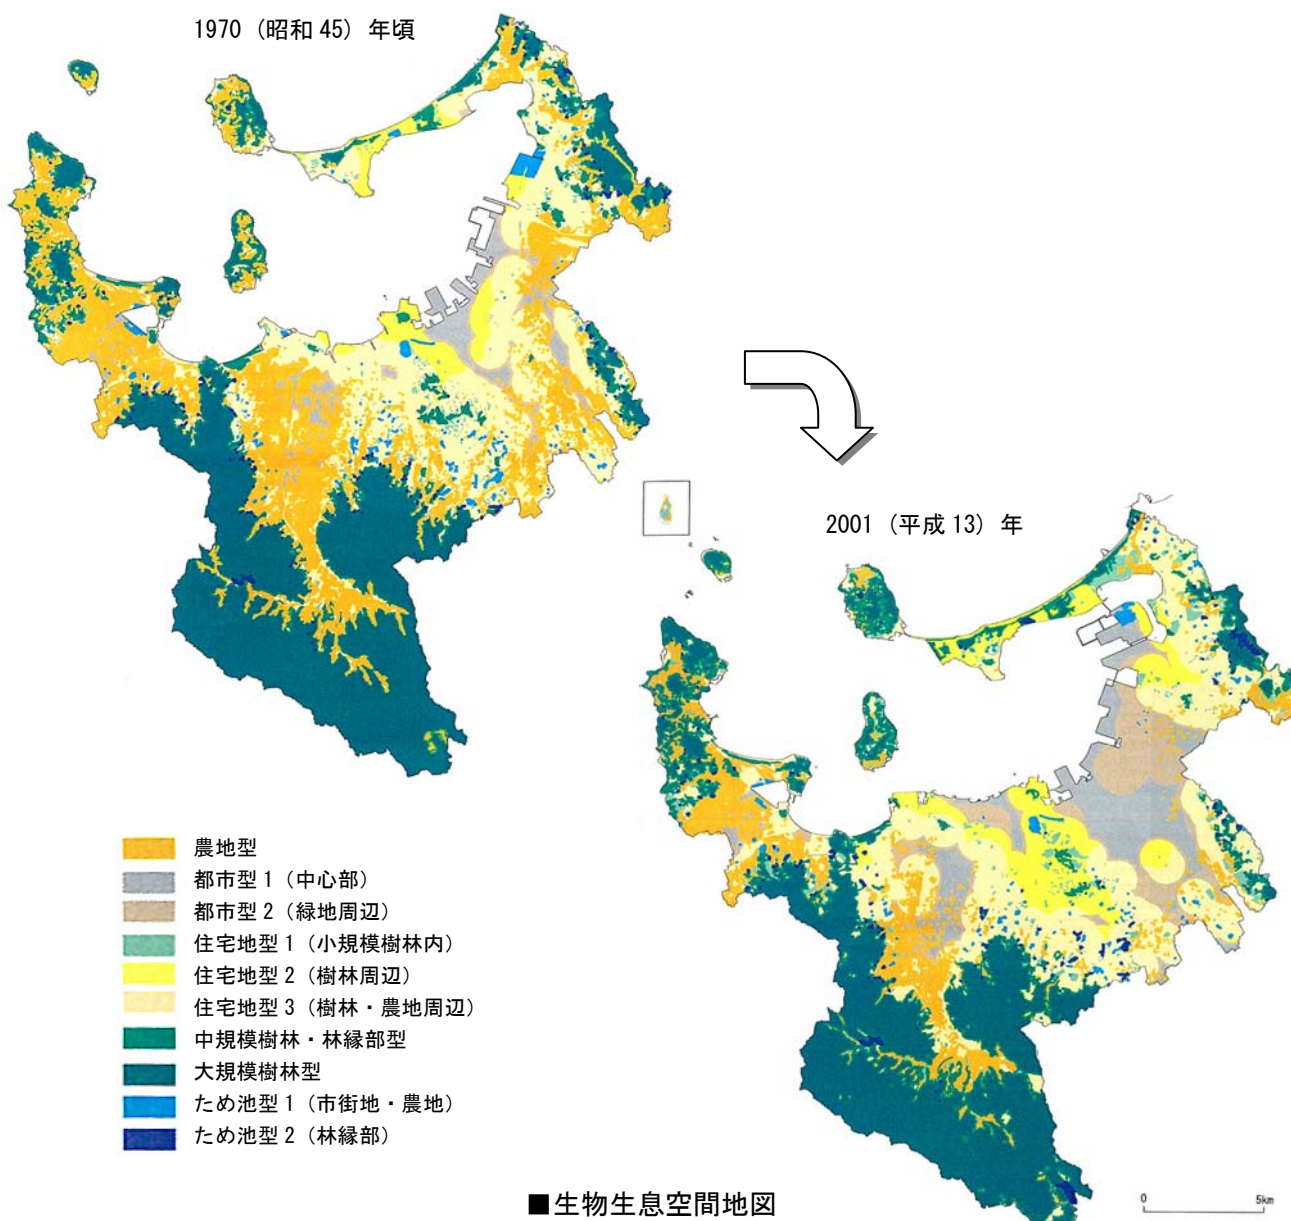 1970（昭和 45）年頃
2001（平成 13）年
農地型
都市型 1（中心部）
都市型 2（緑地周辺）
住宅地型 1（小規模樹林内）
住宅地型 2（樹林周辺）
住宅地型 3（樹林・農地周辺）
中規模樹林・林縁部型
大規模樹林型
ため池型 1（市街地・農地）
ため池型 2（林縁部）
■生物生息空間地図
0 5km